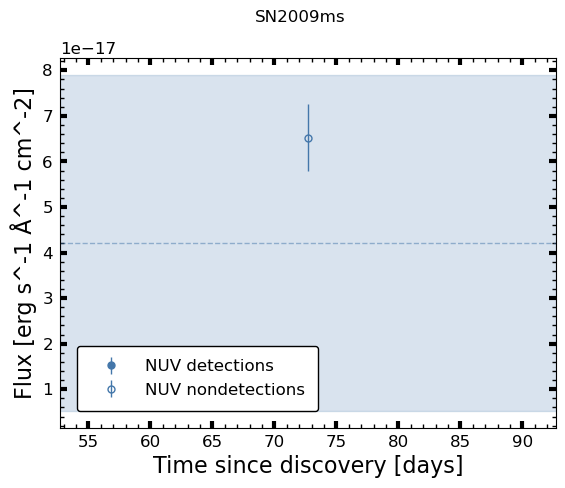 SN2009ms
1e−17
8
7
6
5
4
3
2
1
Flux [erg s^-1 Å^-1 cm^-2]
NUV detections
NUV nondetections
55 60 65 70 75 80 85 90
Time since discovery [days]